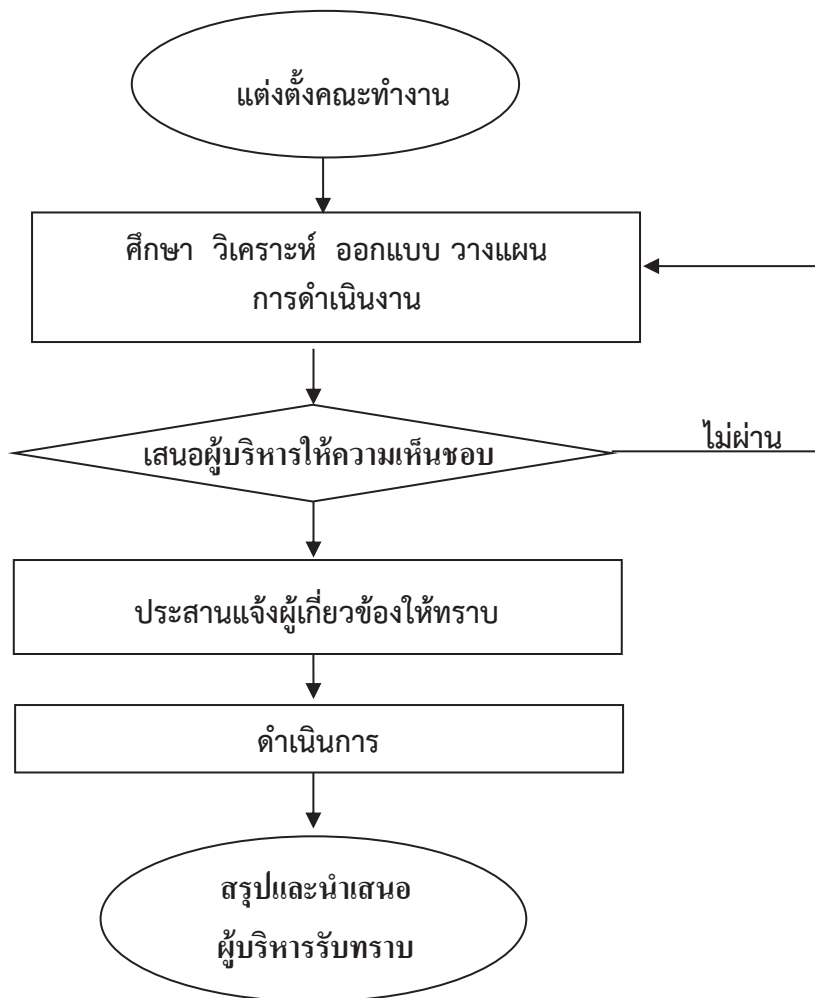 แต่งตั้งคณะทำงาน
ศึกษา วิเคราะห์ ออกแบบ วางแผน
การดำเนินงาน
เสนอผู้บริหารให้ความเห็นชอบ
ไม่ผ่าน
ประสานแจ้งผู้เกี่ยวข้องให้ทราบ
ดำเนินการ
สรุปและนำเสนอ
ผู้บริหารรับทราบ